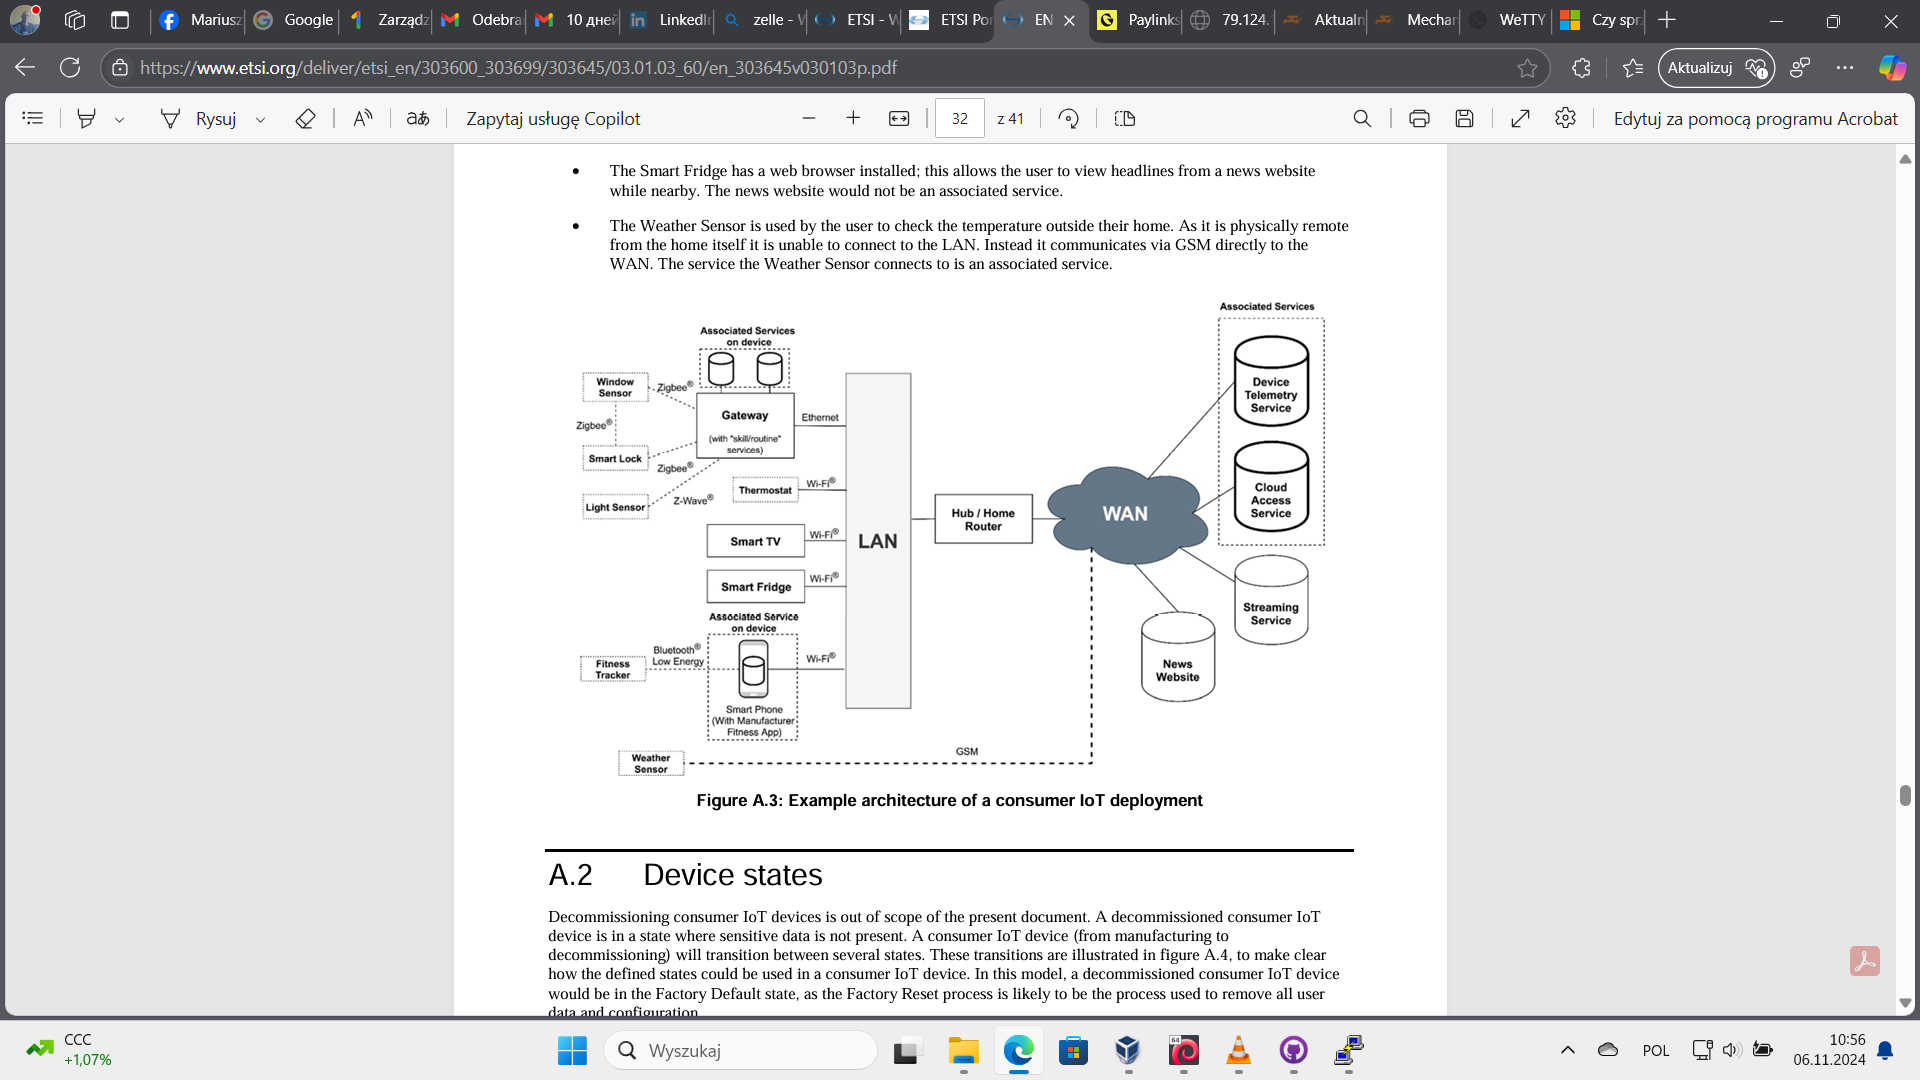 Mariusz
Google
Zarządz
Odebra
10 дней
LinkedIn
zelle - W
ETSI - W
ETSI Por
EN
Paylinks
79.124.
Aktualn
Mechan
WeTTY
Czy spr
https://www.etsi.org/deliver/etsi_en/303600_303699/303645/03.01.03_60/en_303645v030103p.pdf
Aktualizuj
Rysuj
aあ
Zapytaj usługę Copilot
32
z 41
Edytuj za pomocą programu Acrobat
• The Smart Fridge has a web browser installed; this allows the user to view headlines from a news website
while nearby. The news website would not be an associated service.
• The Weather Sensor is used by the user to check the temperature outside their home. As it is physically remote
from the home itself it is unable to connect to the LAN. Instead it communicates via GSM directly to the
WAN. The service the Weather Sensor connects to is an associated service.
Associated Services
on device
Window
Sensor
Zigbee®
Gateway
(with "skill/routine"
services)
Ethernet
Zigbee®
Smart Lock
Zigbee®
Light Sensor
Z-Wave®
Thermostat
Wi-Fi®
Smart TV
Wi-Fi®
Smart Fridge
Wi-Fi®
Associated Service
on device
Fitness
Tracker
Bluetooth®
Low Energy
Wi-Fi®
Smart Phone
(With Manufacturer
Fitness App)
Weather
Sensor
GSM
LAN
Hub / Home
Router
WAN
Associated Services
Device
Telemetry
Service
Cloud
Access
Service
Streaming
Service
News
Website
Figure A.3: Example architecture of a consumer IoT deployment
A.2 Device states
Decommissioning consumer IoT devices is out of scope of the present document. A decommissioned consumer IoT
device is in a state where sensitive data is not present. A consumer IoT device (from manufacturing to
decommissioning) will transition between several states. These transitions are illustrated in figure A.4, to make clear
how the defined states could be used in a consumer IoT device. In this model, a decommissioned consumer IoT device
would be in the Factory Default state, as the Factory Reset process is likely to be the process used to remove all user
data and configuration.
CCC
+1,07%
Wyszukaj
64
POL
10:56
06.11.2024